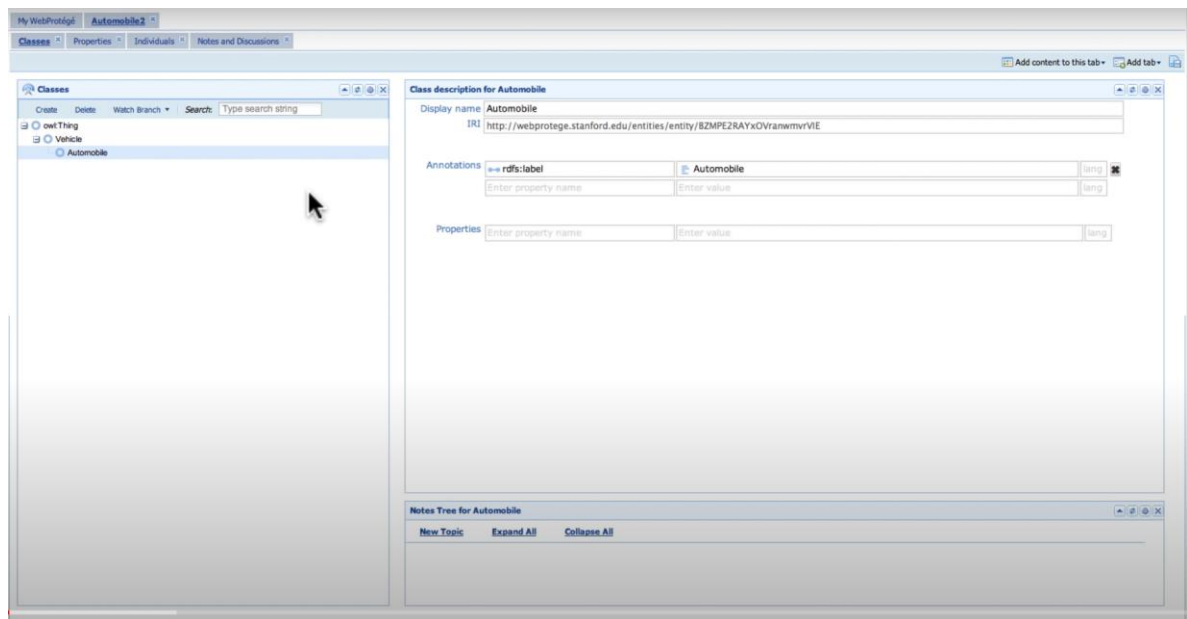 My WebProtégé Automobile2
Classes Properties Individuals Notes and Discussions
Add content to this tab Add tab
Classes
Create Delete Watch Branch Search: Type search string
owl:Thing
Vehicle
Automobile
Class description for Automobile
Display name Automobile
IRI http://webprotege.stanford.edu/entities/entity/BZMPE2RAYxOVranwmvrVlE
Annotations rdfs:label Automobile lang
Enter property name Enter value lang
Properties Enter property name Enter value lang
Notes Tree for Automobile
New Topic Expand All Collapse All